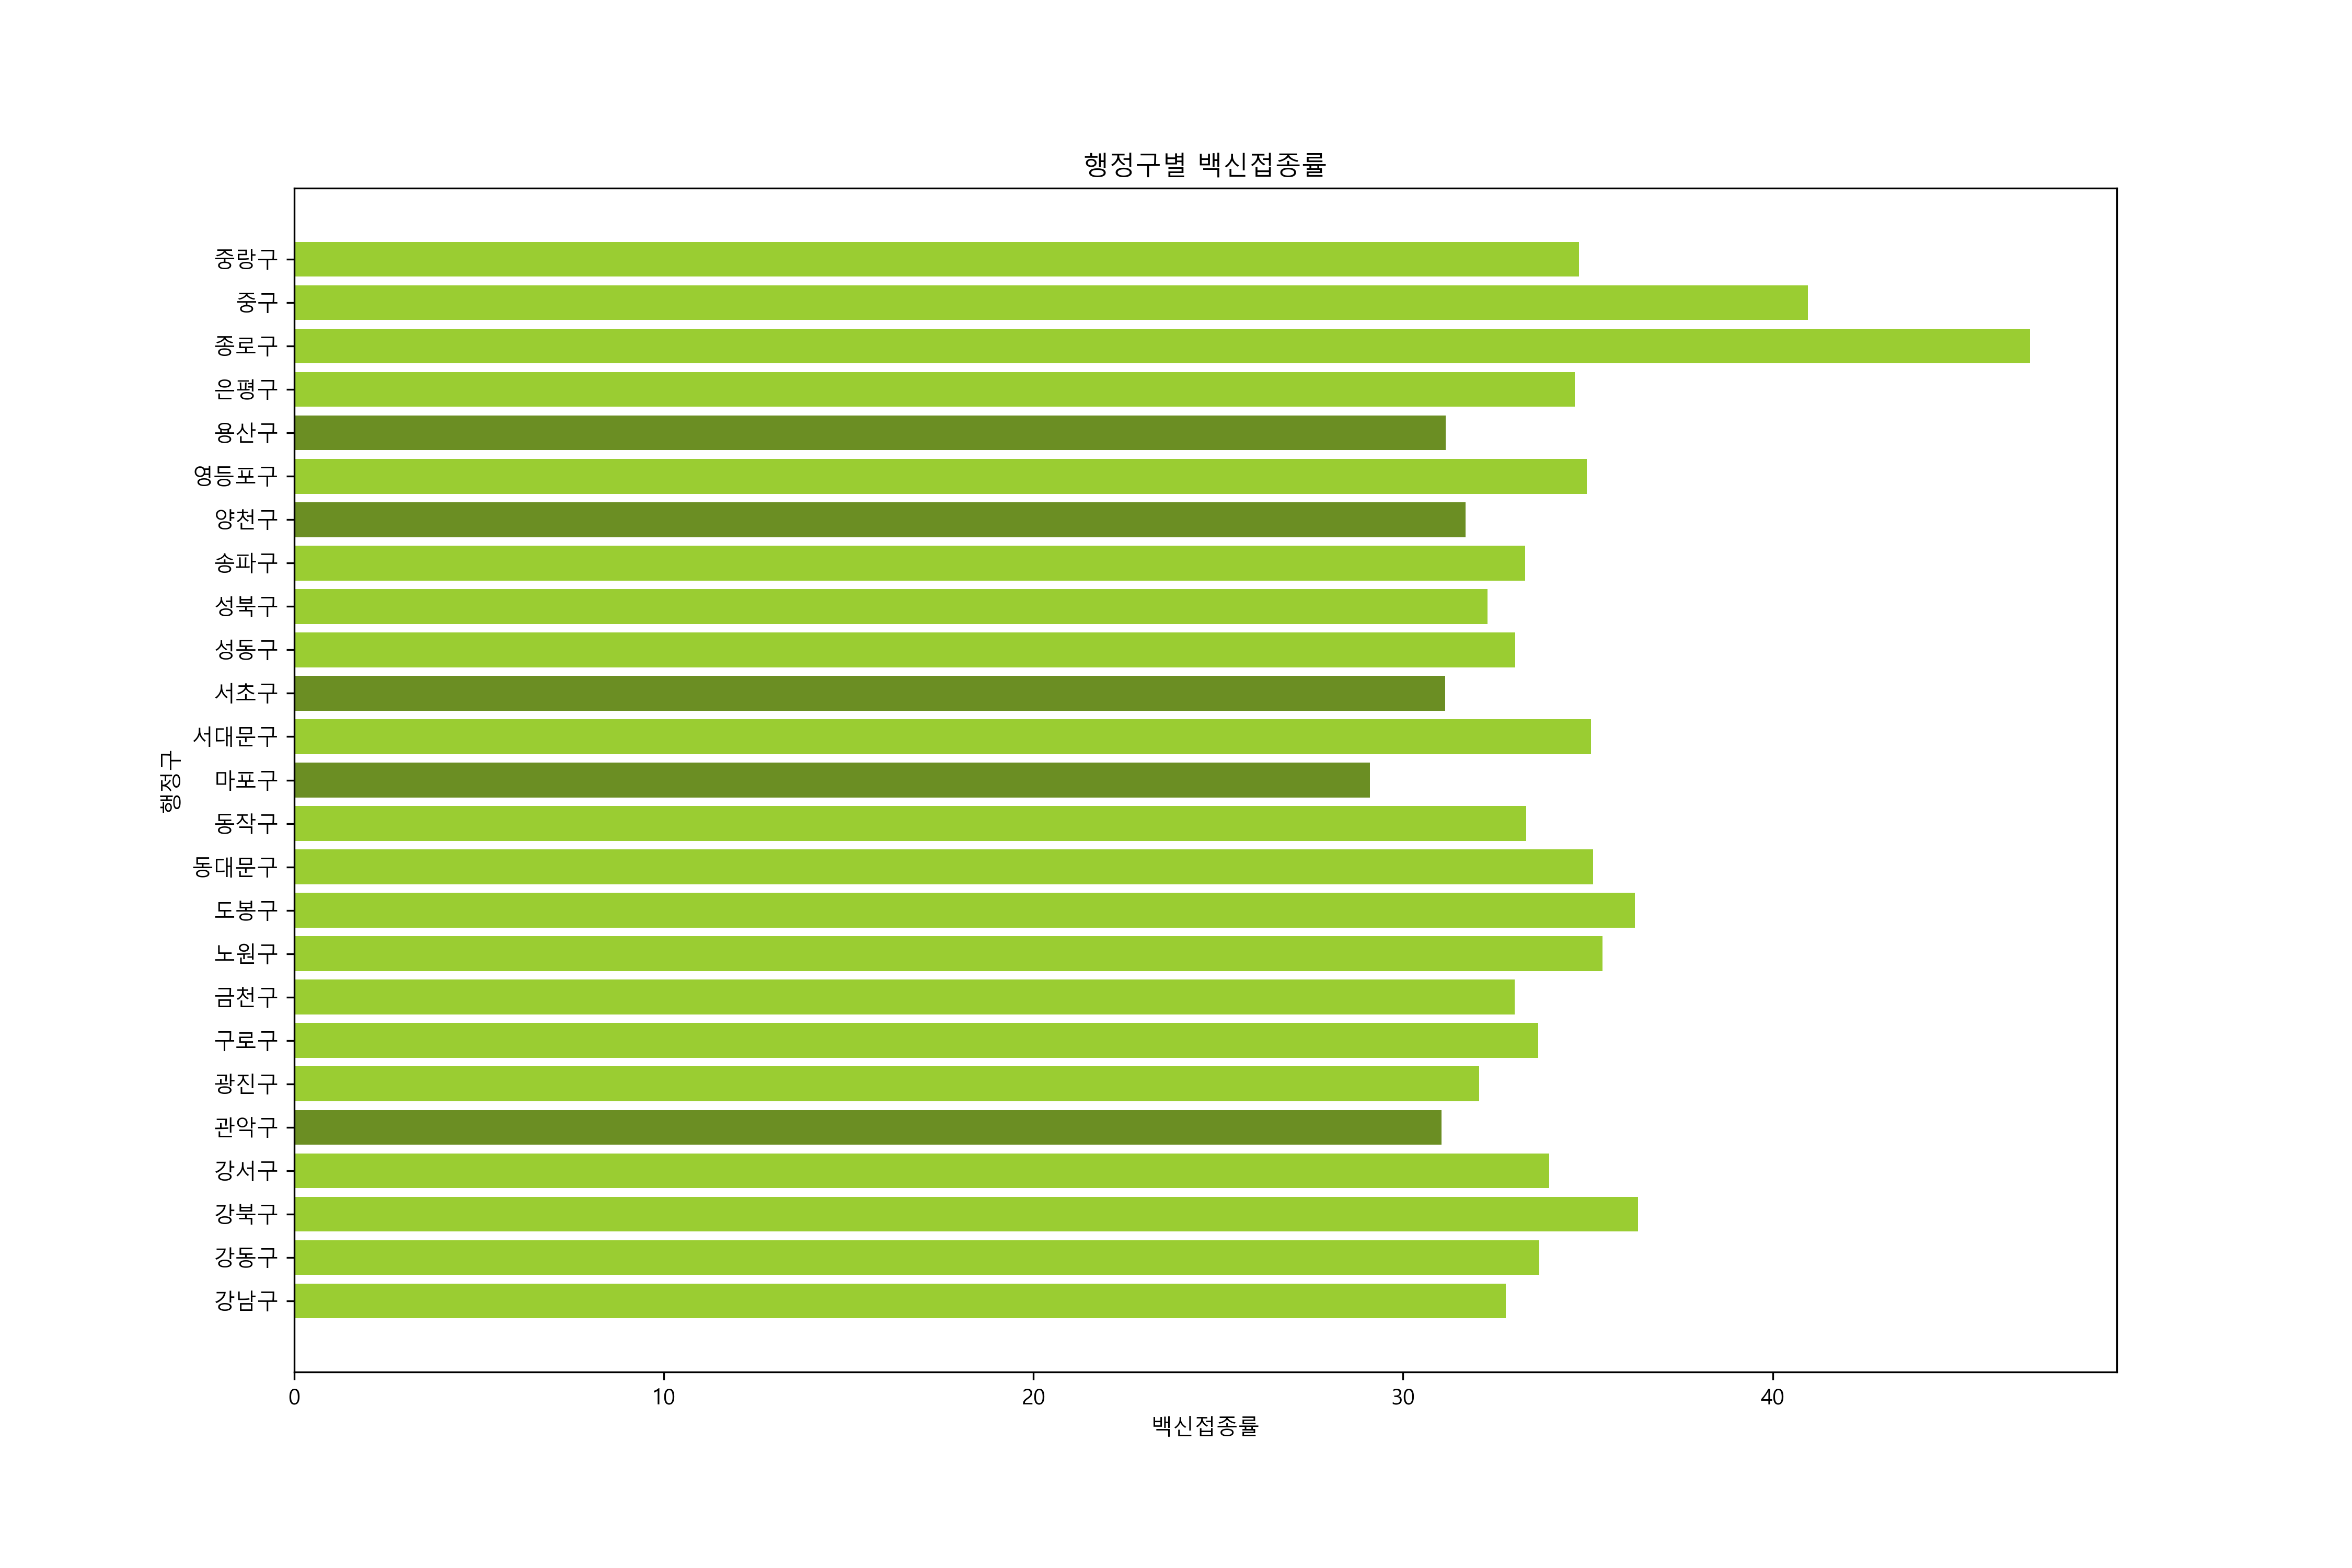 행정구별 백신접종률
중랑구
중구
종로구
은평구
용산구
영등포구
양천구
송파구
성북구
성동구
서초구
서대문구
마포구
동작구
동대문구
도봉구
노원구
금천구
구로구
광진구
관악구
강서구
강북구
강동구
강남구
행정구
0 10 20 30 40
백신접종률